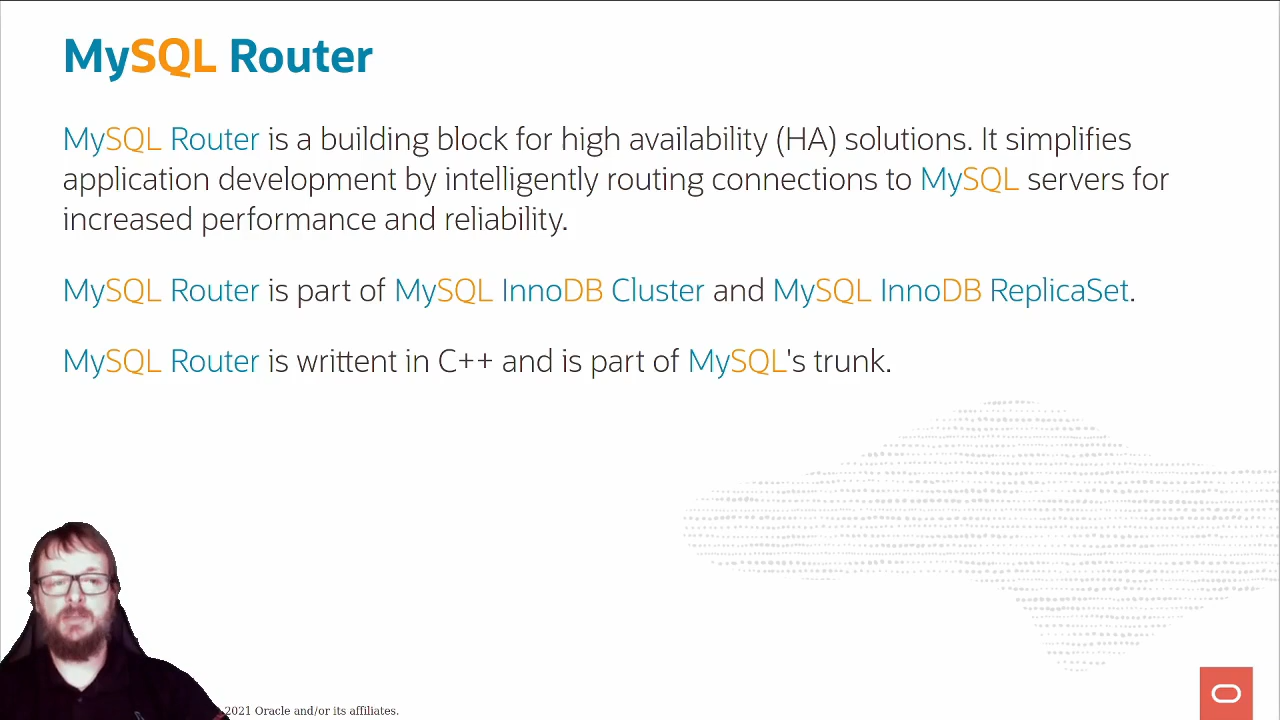 MySQL Router
MySQL Router is a building block for high availability (HA) solutions. It simplifies
application development by intelligently routing connections to MySQL servers for
increased performance and reliability.
MySQL Router is part of MySQL InnoDB Cluster and MySQL InnoDB ReplicaSet.
MySQL Router is writtent in C++ and is part of MySQL's trunk.
2021 Oracle and/or its affiliates.